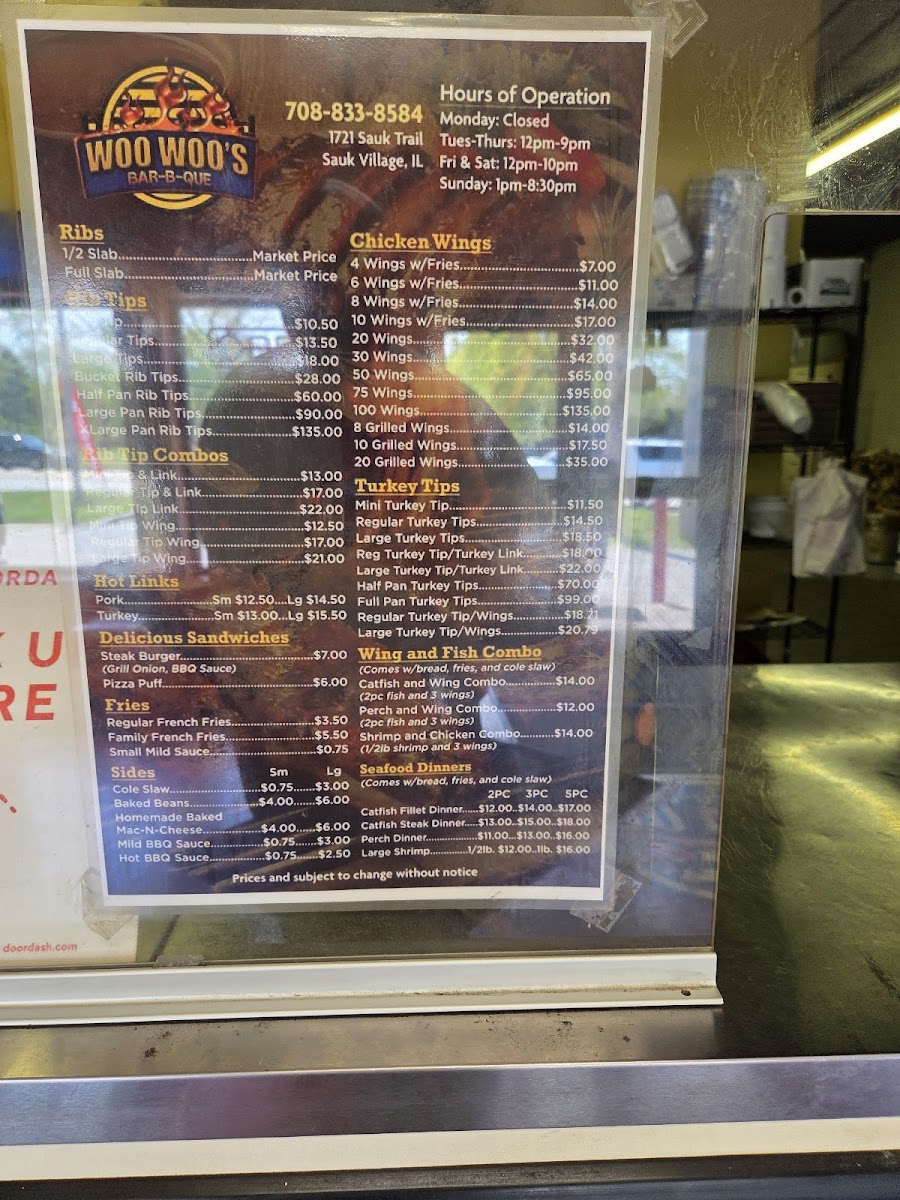 WOO WOO'S
BAR-B-QUE
708-833-8584
1721 Sauk Trail
Sauk Village, IL
Hours of Operation
Monday: Closed
Tues-Thurs: 12pm-9pm
Fri & Sat: 12pm-10pm
Sunday: 1pm-8:30pm
Ribs
1/2 Slab Market Price
Full Slab Market Price
Rib Tips
$10.50
Regular Tips $13.50
Large Tips $18.00
Bucket Rib Tips $28.00
Half Pan Rib Tips $60.00
Large Pan Rib Tips $90.00
XLarge Pan Rib Tips $135.00
Rib Tip Combos
Mini Tip & Link $13.00
Regular Tip & Link $17.00
Large Tip Link $22.00
Mini Tip Wing $12.50
Regular Tip Wing $17.00
Large Tip Wing $21.00
Hot Links
Pork Sm $12.50....Lg $14.50
Turkey Sm $13.00...Lg $15.50
Delicious Sandwiches
Steak Burger $7.00
(Grill Onion, BBQ Sauce)
Pizza Puff $6.00
Fries
Regular French Fries $3.50
Family French Fries $5.50
Small Mild Sauce $0.75
Sides Sm Lg
Cole Slaw $0.75 $3.00
Baked Beans $4.00 $6.00
Homemade Baked
Mac-N-Cheese $4.00 $6.00
Mild BBQ Sauce $0.75 $3.00
Hot BBQ Sauce $0.75 $2.50
Chicken Wings
4 Wings w/Fries $7.00
6 Wings w/Fries $11.00
8 Wings w/Fries $14.00
10 Wings w/Fries $17.00
20 Wings $32.00
30 Wings $42.00
50 Wings $65.00
75 Wings $95.00
100 Wings $135.00
8 Grilled Wings $14.00
10 Grilled Wings $17.50
20 Grilled Wings $35.00
Turkey Tips
Mini Turkey Tip $11.50
Regular Turkey Tips $14.50
Large Turkey Tips $18.50
Reg Turkey Tip/Turkey Link $18.00
Large Turkey Tip/Turkey Link $22.00
Half Pan Turkey Tips $70.00
Full Pan Turkey Tips $99.00
Regular Turkey Tip/Wings $18.71
Large Turkey Tip/Wings $20.79
Wing and Fish Combo
(Comes w/bread, fries, and cole slaw)
Catfish and Wing Combo $14.00
(2pc fish and 3 wings)
Perch and Wing Combo $12.00
(2pc fish and 3 wings)
Shrimp and Chicken Combo $14.00
(1/2lb shrimp and 3 wings)
Seafood Dinners
(Comes w/bread, fries, and cole slaw)
2PC 3PC 5PC
Catfish Fillet Dinner $12.00..$14.00..$17.00
Catfish Steak Dinner $13.00..$15.00..$18.00
Perch Dinner $11.00...$13.00..$16.00
Large Shrimp 1/2lb. $12.00..1lb. $16.00
Prices and subject to change without notice
doordash.com